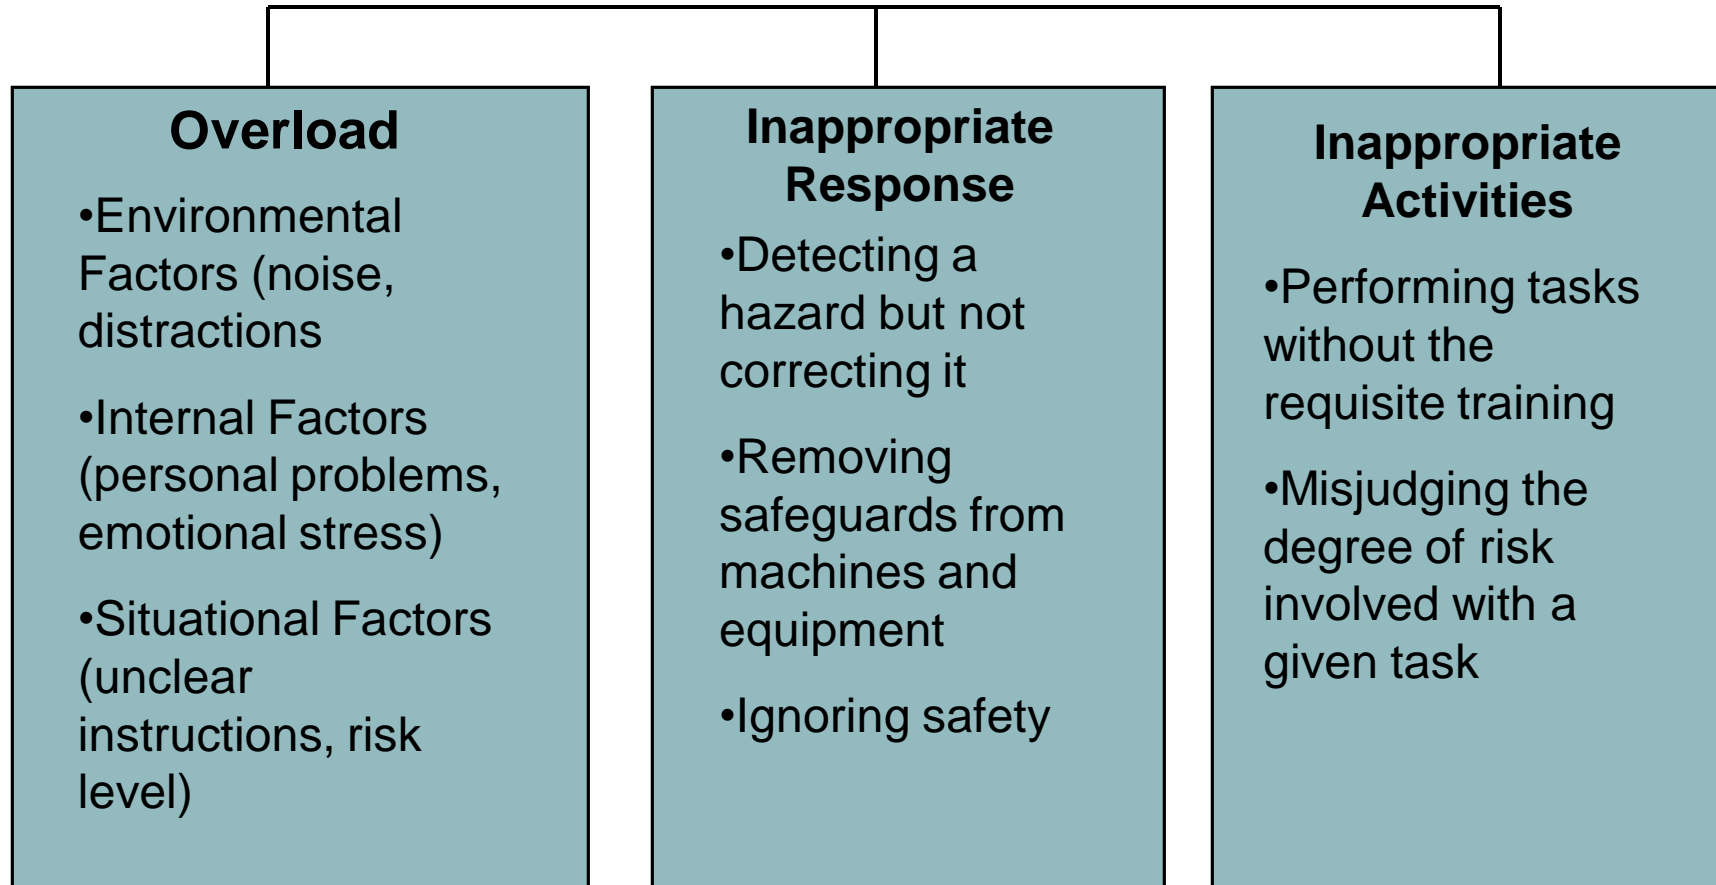 Overload
•Environmental
Factors (noise,
distractions
•Internal Factors
(personal problems,
emotional stress)
•Situational Factors
(unclear
instructions, risk
level)
Inappropriate
Response
•Detecting a
hazard but not
correcting it
•Removing
safeguards from
machines and
equipment
•Ignoring safety
Inappropriate
Activities
•Performing tasks
without the
requisite training
•Misjudging the
degree of risk
involved with a
given task